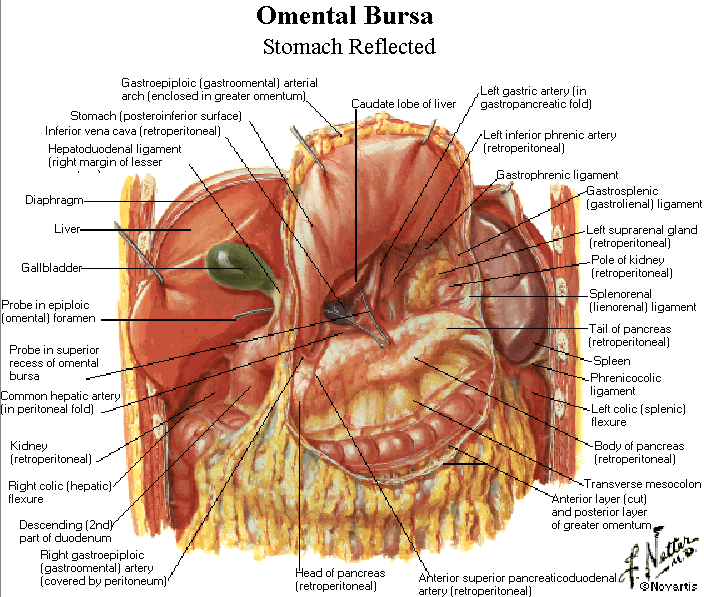 Omental Bursa
Stomach Reflected
Gastroepiploic (gastroomental) arterial
arch (enclosed in greater omentum)
Stomach (posteroinferior surface)
Inferior vena cava (retroperitoneal)
Hepatoduodenal ligament
(right margin of lesser
Diaphragm
Liver
Gallbladder
Probe in epiploic
(omental) foramen
Probe in superior
recess of omental
bursa
Common hepatic artery
(in peritoneal fold)
Kidney
(retroperitoneal)
Right colic (hepatic)
flexure
Descending (2nd)
part of duodenum
Right gastroepiploic
(gastroomental) artery
(covered by peritoneum)
Caudate lobe of liver
Left gastric artery (in
gastropancreatic fold)
Left inferior phrenic artery
(retroperitoneal)
Gastrophrenic ligament
Gastrosplenic
(gastrolienal) ligament
Left suprarenal gland
(retroperitoneal)
Pole of kidney
(retroperitoneal)
Splenorenal
(lienorenal) ligament
Tail of pancreas
(retroperitoneal)
Spleen
Phrenicocolic
ligament
Left colic (splenic)
flexure
Body of pancreas
(retroperitoneal)
Transverse mesocolon
Anterior layer (cut)
and posterior layer
of greater omentum
Head of pancreas
(retroperitoneal)
Anterior superior pancreaticoduodenal
artery (retroperitoneal)
F. Netter
M.D.
© Novartis